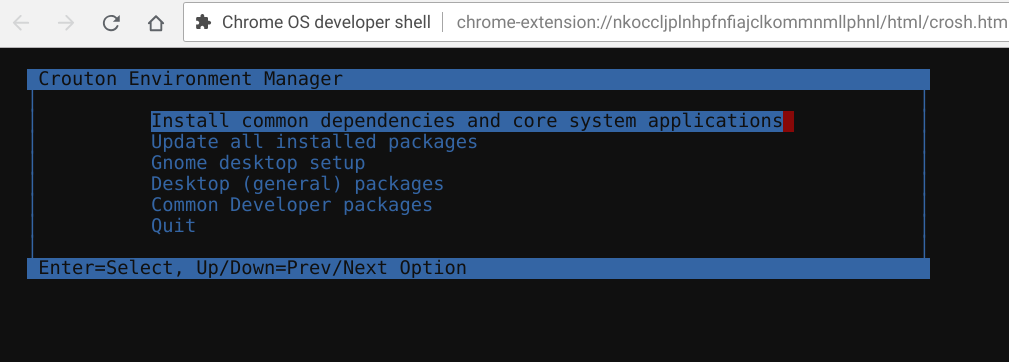 Chrome OS developer shell | chrome-extension://nkoccljplnhpfnfiajclkommnmllphnl/html/crosh.htm
Crouton Environment Manager
Install common dependencies and core system applications
Update all installed packages
Gnome desktop setup
Desktop (general) packages
Common Developer packages
Quit
Enter=Select, Up/Down=Prev/Next Option